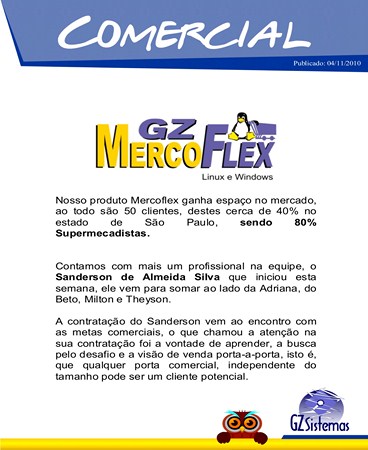 COMERCIAL
Publicado: 04/11/2010
GZ
MERCOFLEX
Linux e Windows
Nosso produto Mercoflex ganha espaço no mercado,
ao todo são 50 clientes, destes cerca de 40% no
estado de São Paulo, sendo 80%
Supermecadistas.
Contamos com mais um profissional na equipe, o
Sanderson de Almeida Silva que iniciou esta
semana, ele vem para somar ao lado da Adriana, do
Beto, Milton e Theyson.
A contratação do Sanderson vem ao encontro com
as metas comerciais, o que chamou a atenção na
sua contratação foi a vontade de aprender, a busca
pelo desafio e a visão de venda porta-a-porta, isto é,
que qualquer porta comercial, independente do
tamanho pode ser um cliente potencial.
GZSistemas